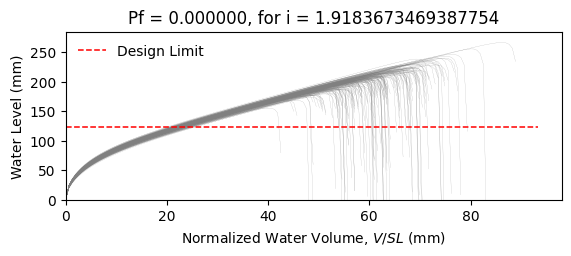 Pf = 0.000000, for i = 1.9183673469387754
Design Limit
Water Level (mm)
250
200
150
100
50
0
0 20 40 60 80
Normalized Water Volume, V/SL (mm)